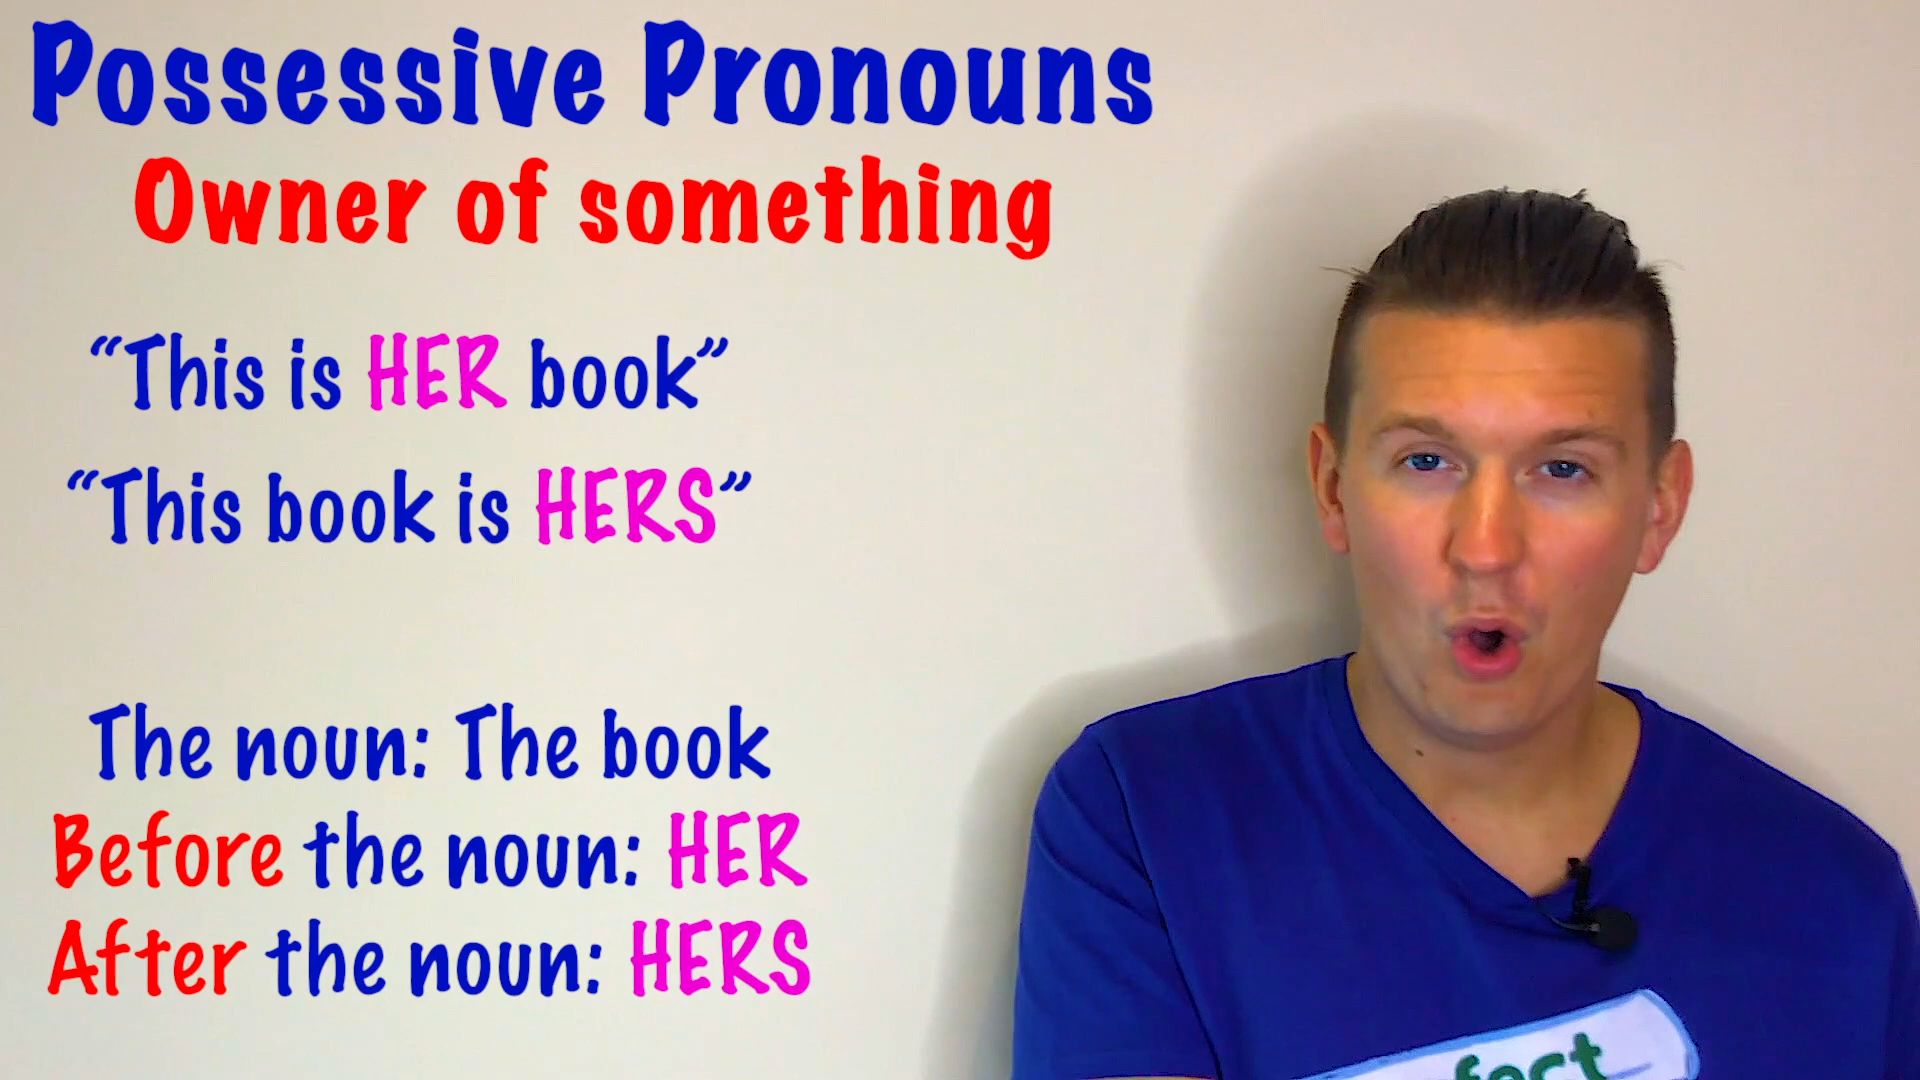 Possessive Pronouns
Owner of something
“This is HER book”
“This book is HERS”
The noun: The book
Before the noun: HER
After the noun: HERS